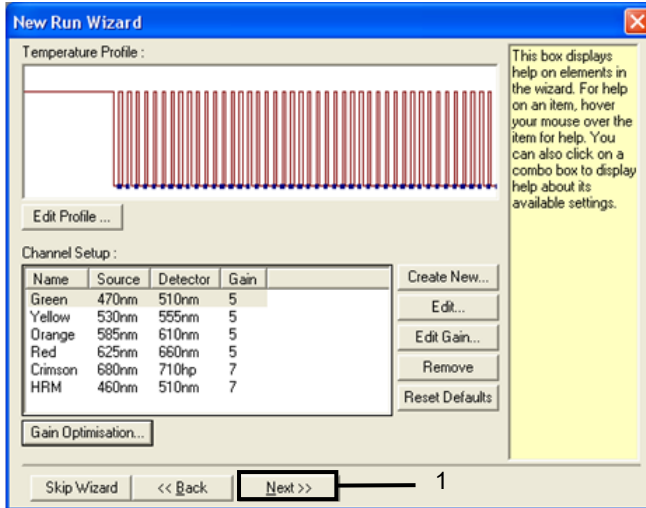 New Run Wizard
Temperature Profile :
This box displays
help on elements in
the wizard. For help
on an item, hover
your mouse over the
item for help. You
can also click on a
combo box to display
help about its
available settings.
Edit Profile ...
Channel Setup :
Name Source Detector Gain
Green 470nm 510nm 5
Yellow 530nm 555nm 5
Orange 585nm 610nm 5
Red 625nm 660nm 5
Crimson 680nm 710hp 7
HRM 460nm 510nm 7
Create New...
Edit...
Edit Gain...
Remove
Reset Defaults
Gain Optimisation...
Skip Wizard << Back Next >> 1